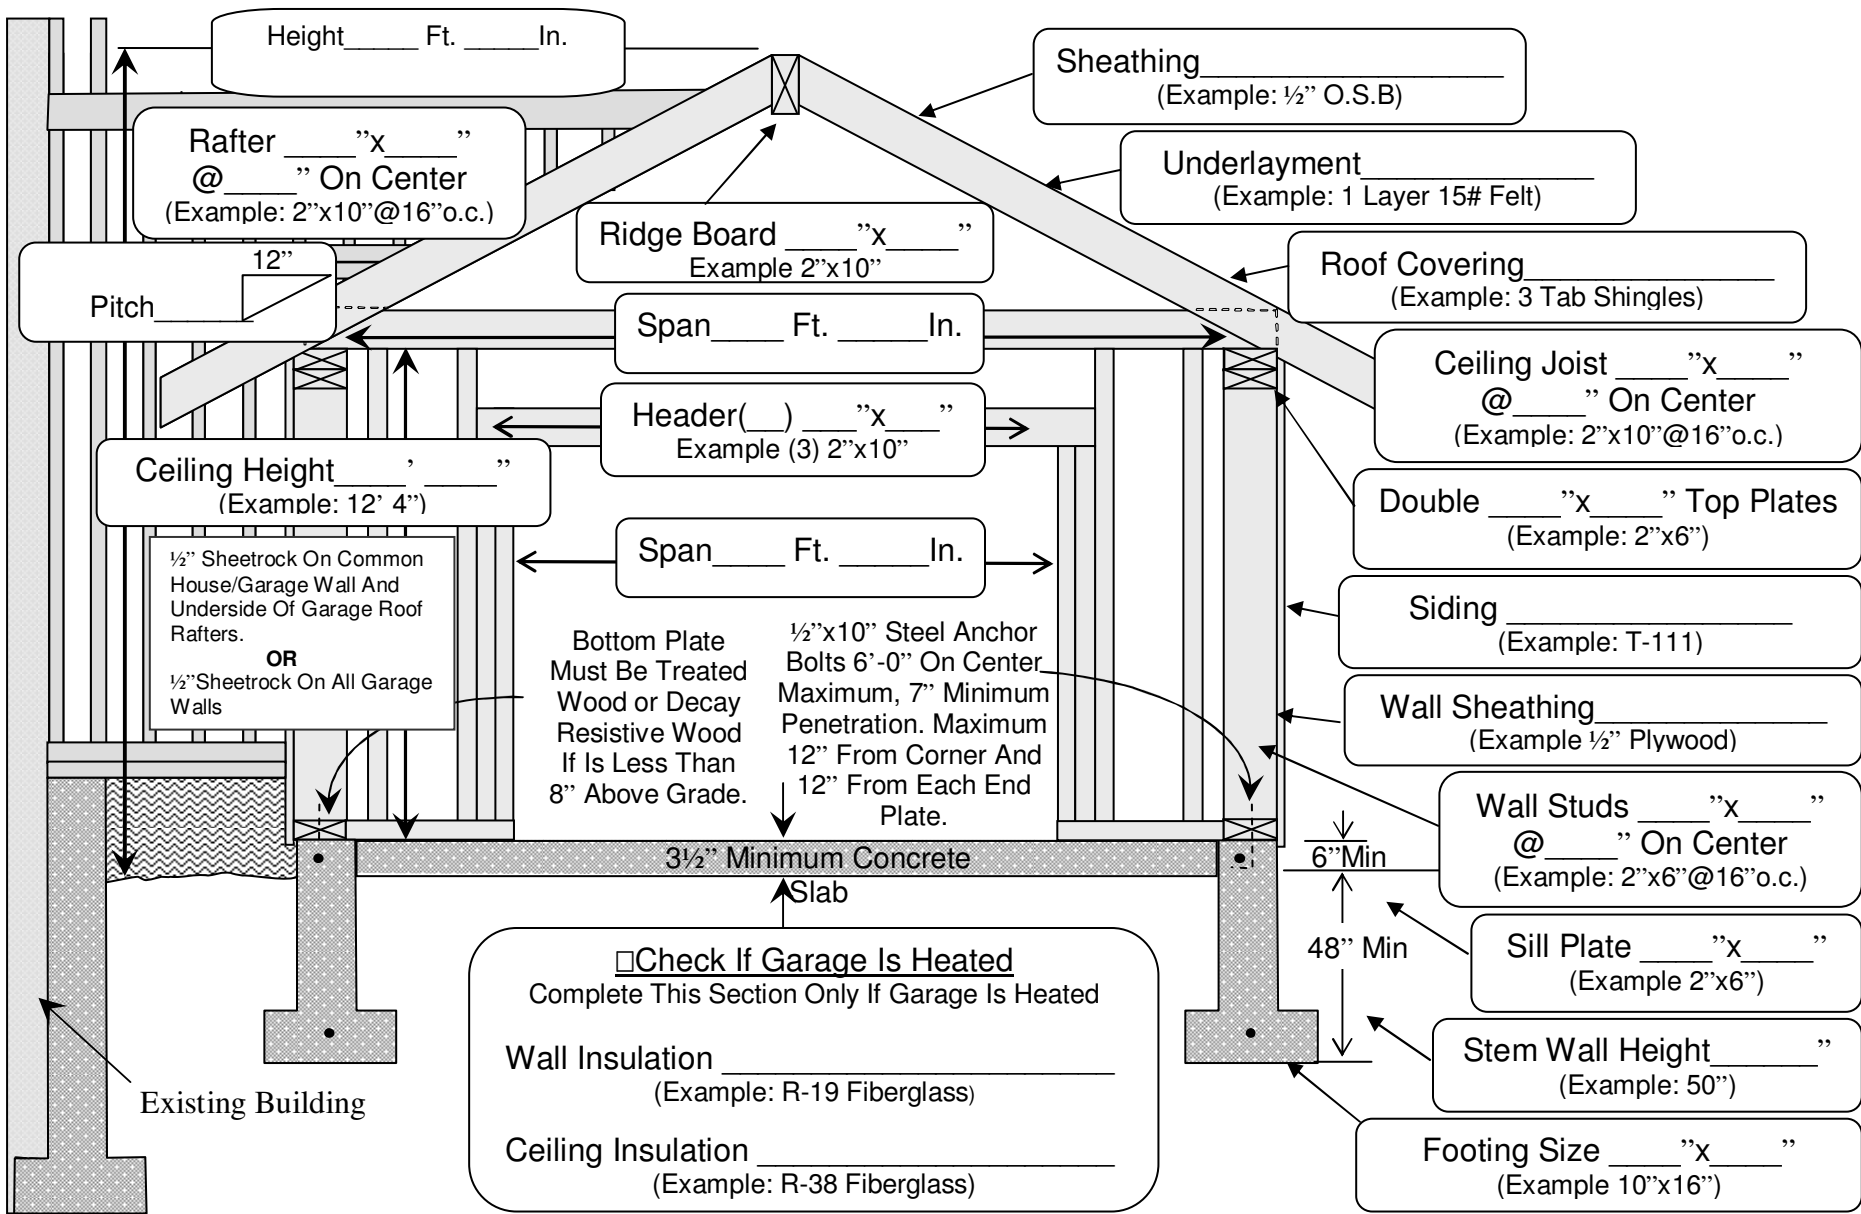 Height_____ Ft. _____In.
Sheathing___________________
(Example: ½” O.S.B)
Rafter ____”x____”
@____” On Center
(Example: 2”x10”@16”o.c.)
Underlayment_____________
(Example: 1 Layer 15# Felt)
Ridge Board ____”x____”
Example 2”x10”
12”
Pitch______
Roof Covering______________
(Example: 3 Tab Shingles)
Span_____ Ft. ______In.
Ceiling Joist ____”x____”
@____” On Center
(Example: 2”x10”@16”o.c.)
Header(__) ___”x___”
Example (3) 2”x10”
Ceiling Height____’ ____”
(Example: 12’ 4”)
Double ____”x____” Top Plates
(Example: 2”x6”)
Span_____ Ft. ______In.
½” Sheetrock On Common
House/Garage Wall And
Underside Of Garage Roof
Rafters.
OR
½”Sheetrock On All Garage
Walls
Bottom Plate
Must Be Treated
Wood or Decay
Resistive Wood
If Is Less Than
8” Above Grade.
½”x10” Steel Anchor
Bolts 6’-0” On Center
Maximum, 7” Minimum
Penetration. Maximum
12” From Corner And
12” From Each End
Plate.
Siding ________________
(Example: T-111)
Wall Sheathing_____________
(Example ½” Plywood)
Wall Studs ____”x____”
@____” On Center
(Example: 2”x6”@16”o.c.)
6”Min
3½” Minimum Concrete
Slab
48” Min
Sill Plate ____”x____”
(Example 2”x6”)
Stem Wall Height______”
(Example: 50”)
Footing Size ____”x____”
(Example 10”x16”)
□Check If Garage Is Heated
Complete This Section Only If Garage Is Heated
Wall Insulation ______________________
(Example: R-19 Fiberglass)
Ceiling Insulation ____________________
(Example: R-38 Fiberglass)
Existing Building